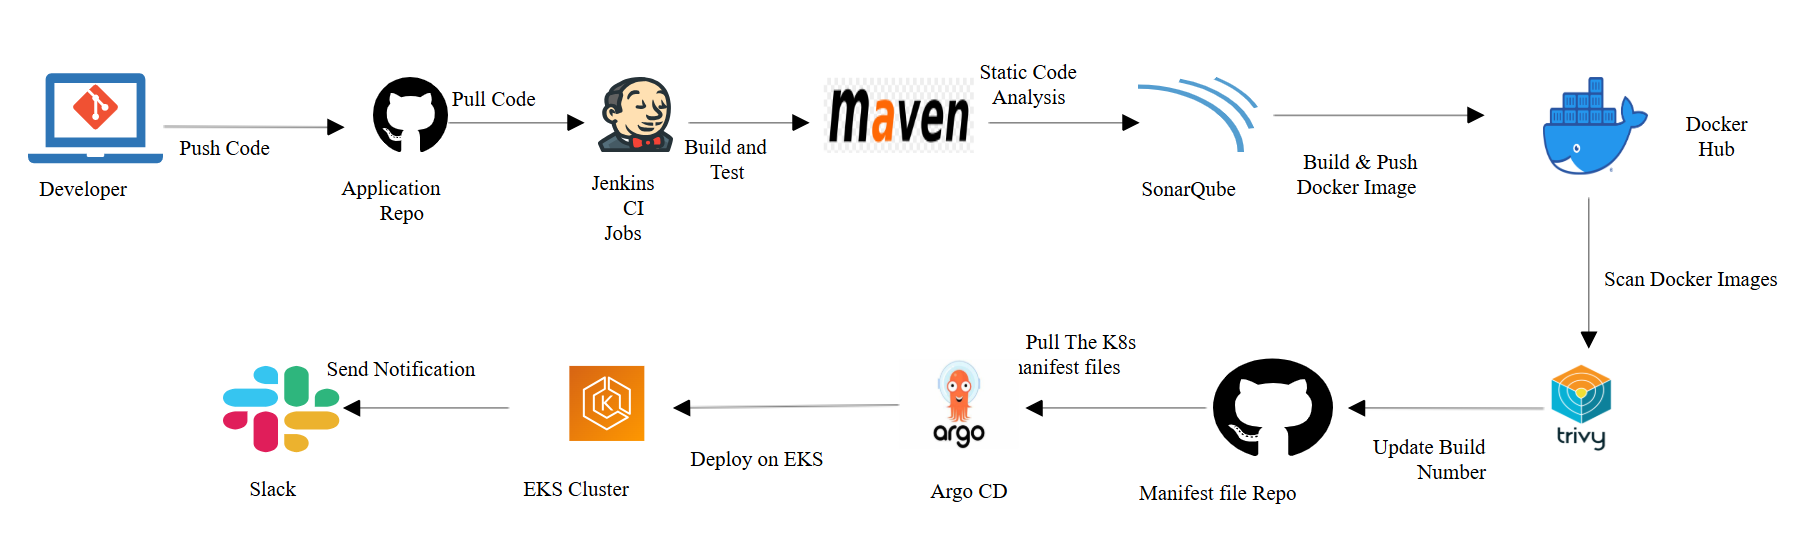 Developer
Push Code
Application
Repo
Pull Code
Jenkins
CI
Jobs
Build and
Test
maven
Static Code
Analysis
SonarQube
Build & Push
Docker Image
Docker
Hub
Scan Docker Images
trivy
Update Build
Number
Manifest file Repo
Pull The K8s
anifest files
argo
Argo CD
Deploy on EKS
K
EKS Cluster
Send Notification
Slack